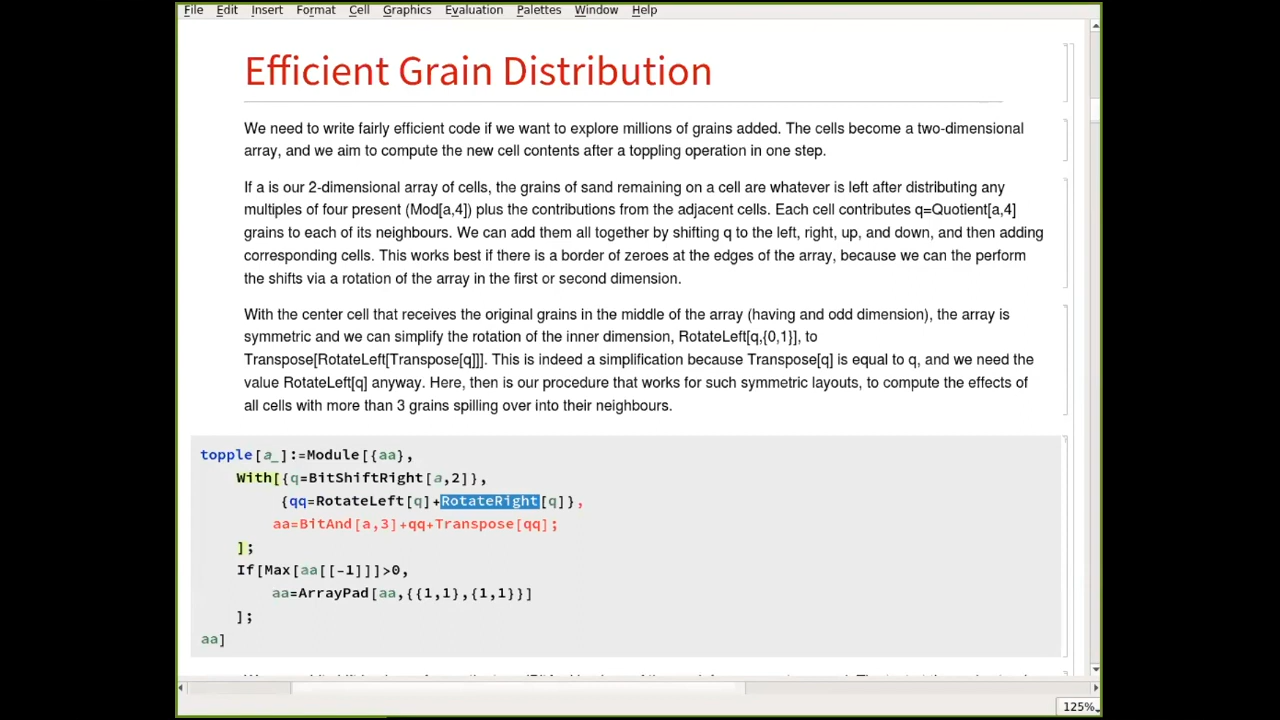 File Edit Insert Format Cell Graphics Evaluation Palettes Window Help
Efficient Grain Distribution
We need to write fairly efficient code if we want to explore millions of grains added. The cells become a two-dimensional
array, and we aim to compute the new cell contents after a toppling operation in one step.
If a is our 2-dimensional array of cells, the grains of sand remaining on a cell are whatever is left after distributing any
multiples of four present (Mod[a,4]) plus the contributions from the adjacent cells. Each cell contributes q=Quotient[a,4]
grains to each of its neighbours. We can add them all together by shifting q to the left, right, up, and down, and then adding
corresponding cells. This works best if there is a border of zeroes at the edges of the array, because we can the perform
the shifts via a rotation of the array in the first or second dimension.
With the center cell that receives the original grains in the middle of the array (having and odd dimension), the array is
symmetric and we can simplify the rotation of the inner dimension, RotateLeft[q,{0,1}], to
Transpose[RotateLeft[Transpose[q]]]. This is indeed a simplification because Transpose[q] is equal to q, and we need the
value RotateLeft[q] anyway. Here, then is our procedure that works for such symmetric layouts, to compute the effects of
all cells with more than 3 grains spilling over into their neighbours.
topple[a_]:=Module[{aa},
With[{q=BitShiftRight[a,2]},
{qq=RotateLeft[q]+RotateRight[q]},
aa=BitAnd[a,3]+qq+Transpose[qq];
];
If[Max[aa[[-1]]]>0,
aa=ArrayPad[aa,{{1,1},{1,1}}]
];
aa]
125%